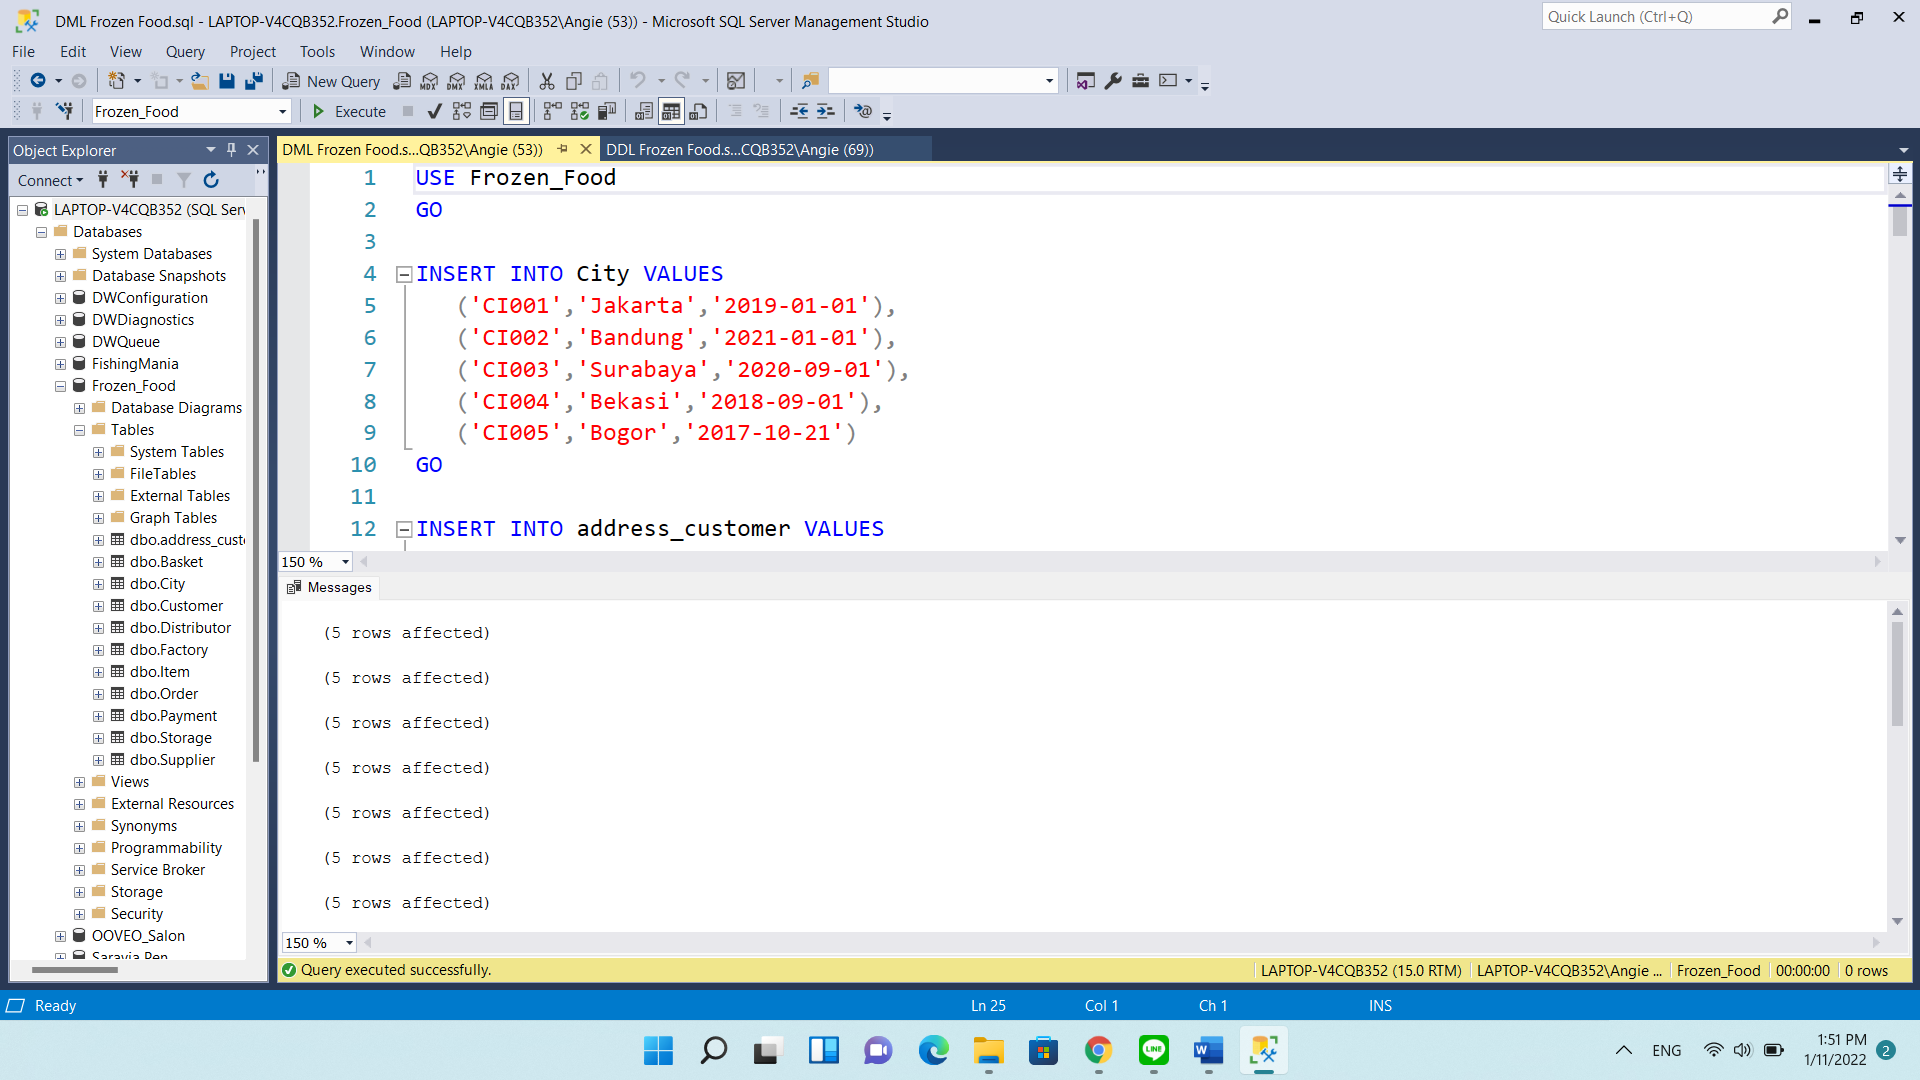 DML Frozen Food.sql - LAPTOP-V4CQB352.Frozen_Food (LAPTOP-V4CQB352\Angie (53)) - Microsoft SQL Server Management Studio
Quick Launch (Ctrl+Q)
File Edit View Query Project Tools Window Help
New Query MDX DMX XMLA DAX
Frozen_Food Execute
Object Explorer
Connect
LAPTOP-V4CQB352 (SQL Serv
Databases
System Databases
Database Snapshots
DWConfiguration
DWDiagnostics
DWQueue
FishingMania
Frozen_Food
Database Diagrams
Tables
System Tables
FileTables
External Tables
Graph Tables
dbo.address_custo
dbo.Basket
dbo.City
dbo.Customer
dbo.Distributor
dbo.Factory
dbo.Item
dbo.Order
dbo.Payment
dbo.Storage
dbo.Supplier
Views
External Resources
Synonyms
Programmability
Service Broker
Storage
Security
OOVEO_Salon
DML Frozen Food.s...QB352\Angie (53)) DDL Frozen Food.s...CQB352\Angie (69))
1 USE Frozen_Food
2 GO
3
4 INSERT INTO City VALUES
5 ('CI001','Jakarta','2019-01-01'),
6 ('CI002','Bandung','2021-01-01'),
7 ('CI003','Surabaya','2020-09-01'),
8 ('CI004','Bekasi','2018-09-01'),
9 ('CI005','Bogor','2017-10-21')
10 GO
11
12 INSERT INTO address_customer VALUES
150 %
Messages
(5 rows affected)
(5 rows affected)
(5 rows affected)
(5 rows affected)
(5 rows affected)
(5 rows affected)
(5 rows affected)
150 %
Query executed successfully. LAPTOP-V4CQB352 (15.0 RTM) LAPTOP-V4CQB352\Angie ... Frozen_Food 00:00:00 0 rows
Ready Ln 25 Col 1 Ch 1 INS
ENG
1:51 PM
1/11/2022
2